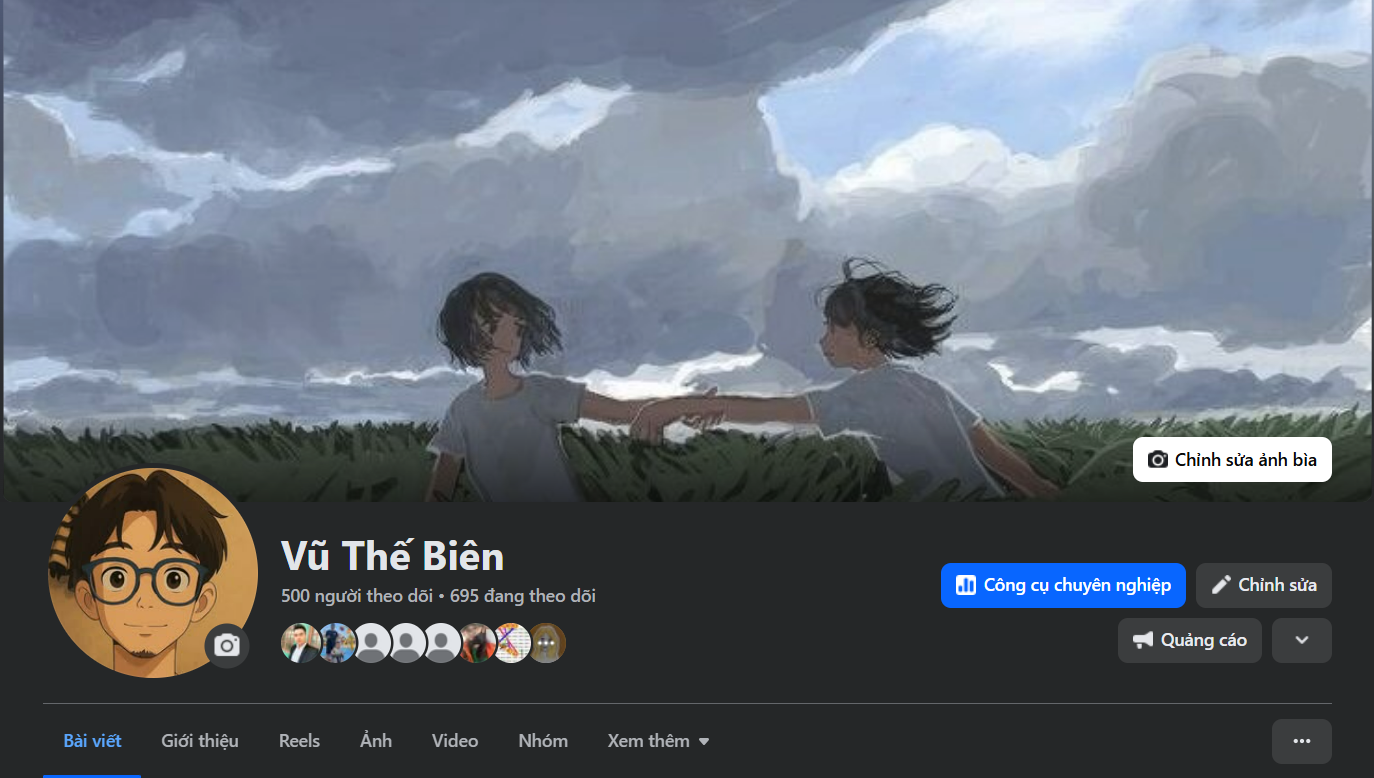 Chỉnh sửa ảnh bìa
Vũ Thế Biên
500 người theo dõi • 695 đang theo dõi
Công cụ chuyên nghiệp
Chỉnh sửa
Quảng cáo
Bài viết
Giới thiệu
Reels
Ảnh
Video
Nhóm
Xem thêm